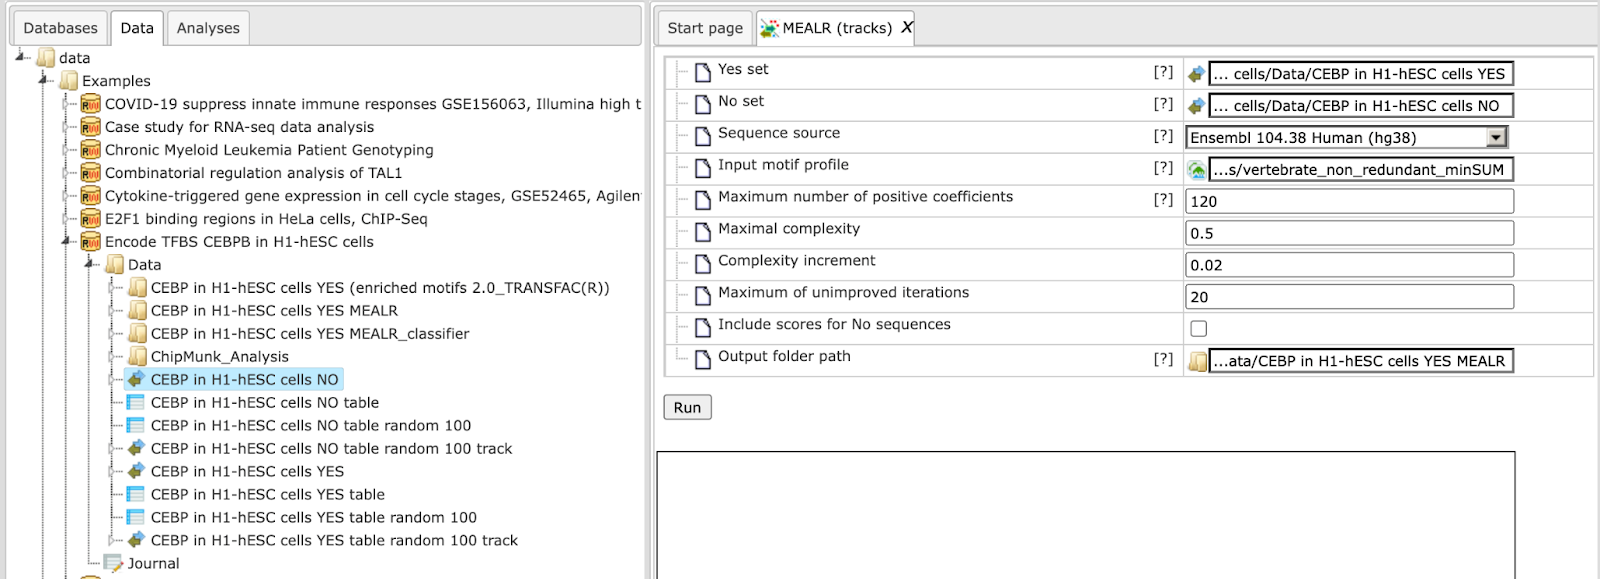 Databases
Data
Analyses
data
Examples
COVID-19 suppress innate immune responses GSE156063, Illumina high t
Case study for RNA-seq data analysis
Chronic Myeloid Leukemia Patient Genotyping
Combinatorial regulation analysis of TAL1
Cytokine-triggered gene expression in cell cycle stages, GSE52465, Agilen
E2F1 binding regions in HeLa cells, ChIP-Seq
Encode TFBS CEBPB in H1-hESC cells
Data
CEBP in H1-hESC cells YES (enriched motifs 2.0_TRANSFAC(R))
CEBP in H1-hESC cells YES MEALR
CEBP in H1-hESC cells YES MEALR_classifier
ChipMunk_Analysis
CEBP in H1-hESC cells NO
CEBP in H1-hESC cells NO table
CEBP in H1-hESC cells NO table random 100
CEBP in H1-hESC cells NO table random 100 track
CEBP in H1-hESC cells YES
CEBP in H1-hESC cells YES table
CEBP in H1-hESC cells YES table random 100
CEBP in H1-hESC cells YES table random 100 track
Journal
Start page
MEALR (tracks) X
Yes set [?] ... cells/Data/CEBP in H1-hESC cells YES
No set [?] ... cells/Data/CEBP in H1-hESC cells NO
Sequence source [?] Ensembl 104.38 Human (hg38)
Input motif profile [?] ...s/vertebrate_non_redundant_minSUM
Maximum number of positive coefficients [?] 120
Maximal complexity 0.5
Complexity increment 0.02
Maximum of unimproved iterations 20
Include scores for No sequences
Output folder path [?] ...ata/CEBP in H1-hESC cells YES MEALR
Run